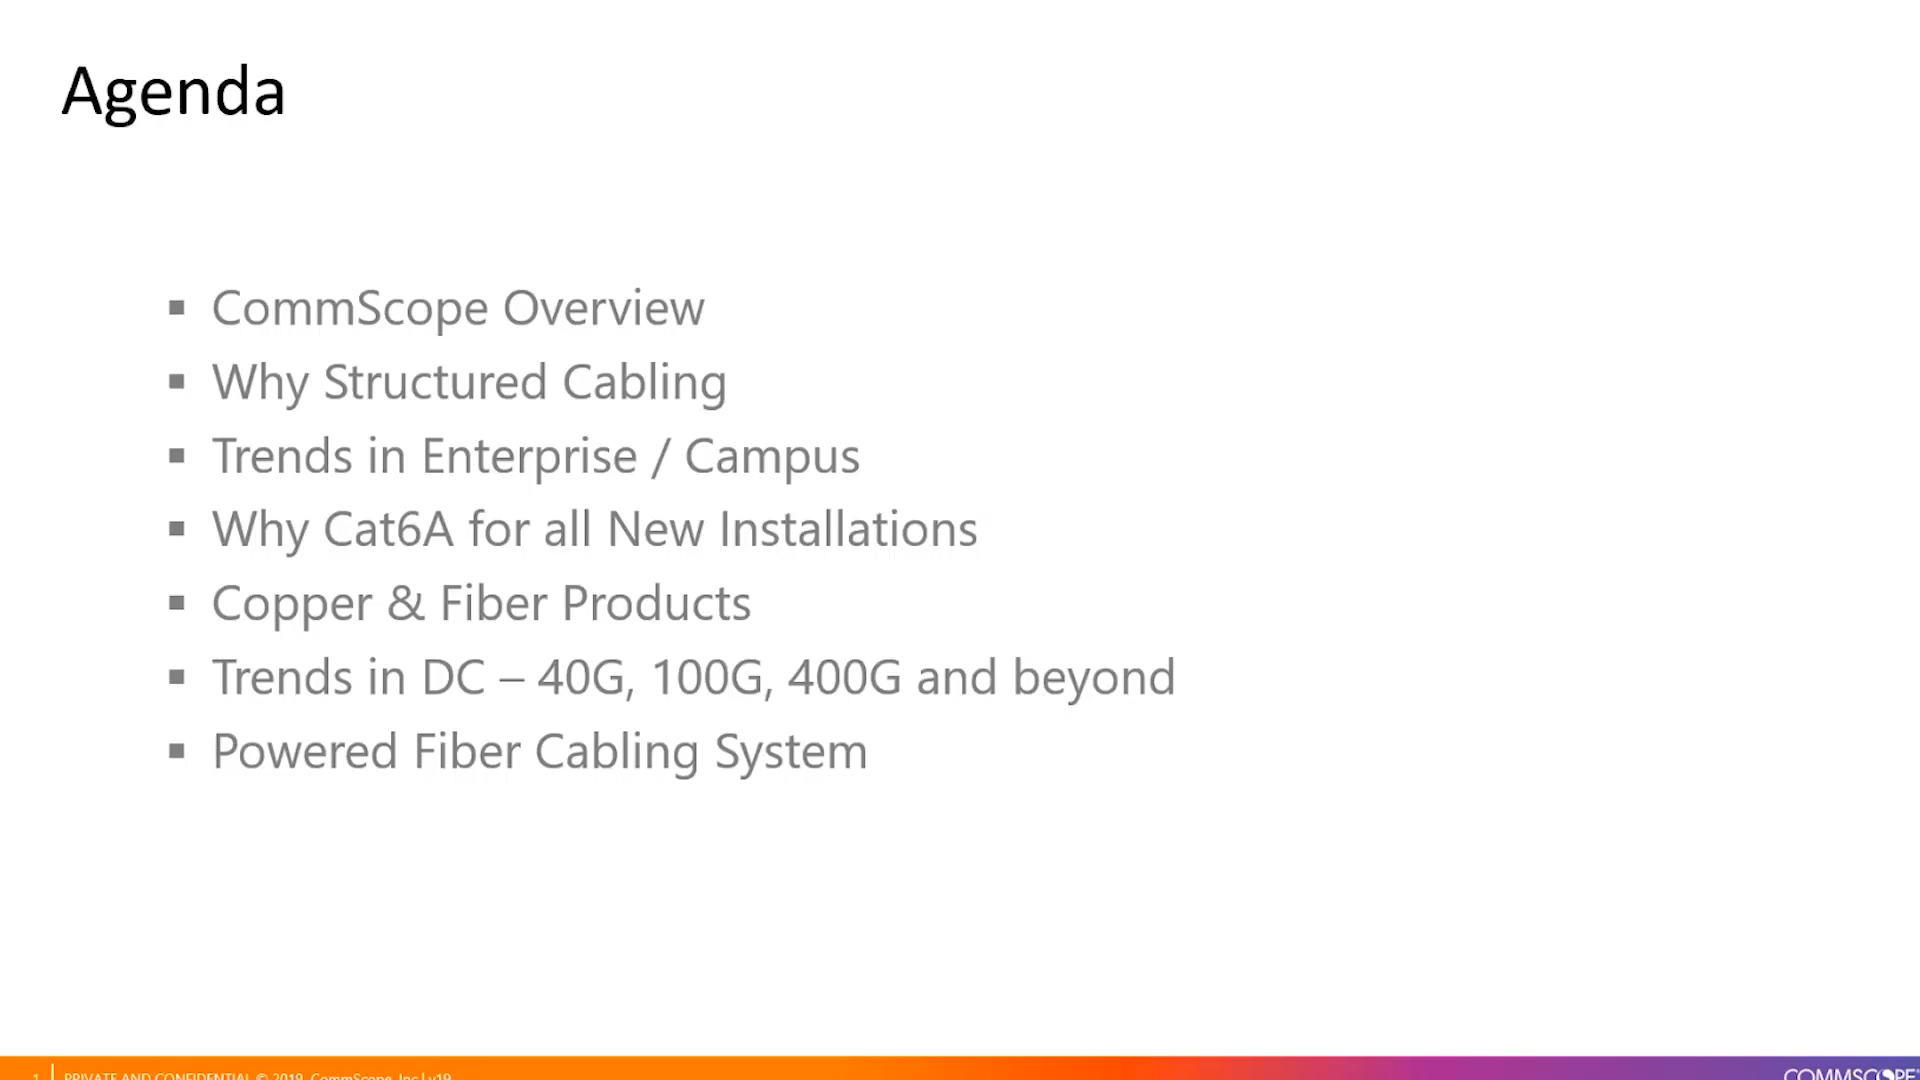 Agenda
▪ CommScope Overview
▪ Why Structured Cabling
▪ Trends in Enterprise / Campus
▪ Why Cat6A for all New Installations
▪ Copper & Fiber Products
▪ Trends in DC – 40G, 100G, 400G and beyond
▪ Powered Fiber Cabling System
1 | PRIVATE AND CONFIDENTIAL © 2019 CommScope, Inc | v19
COMMSCOPE